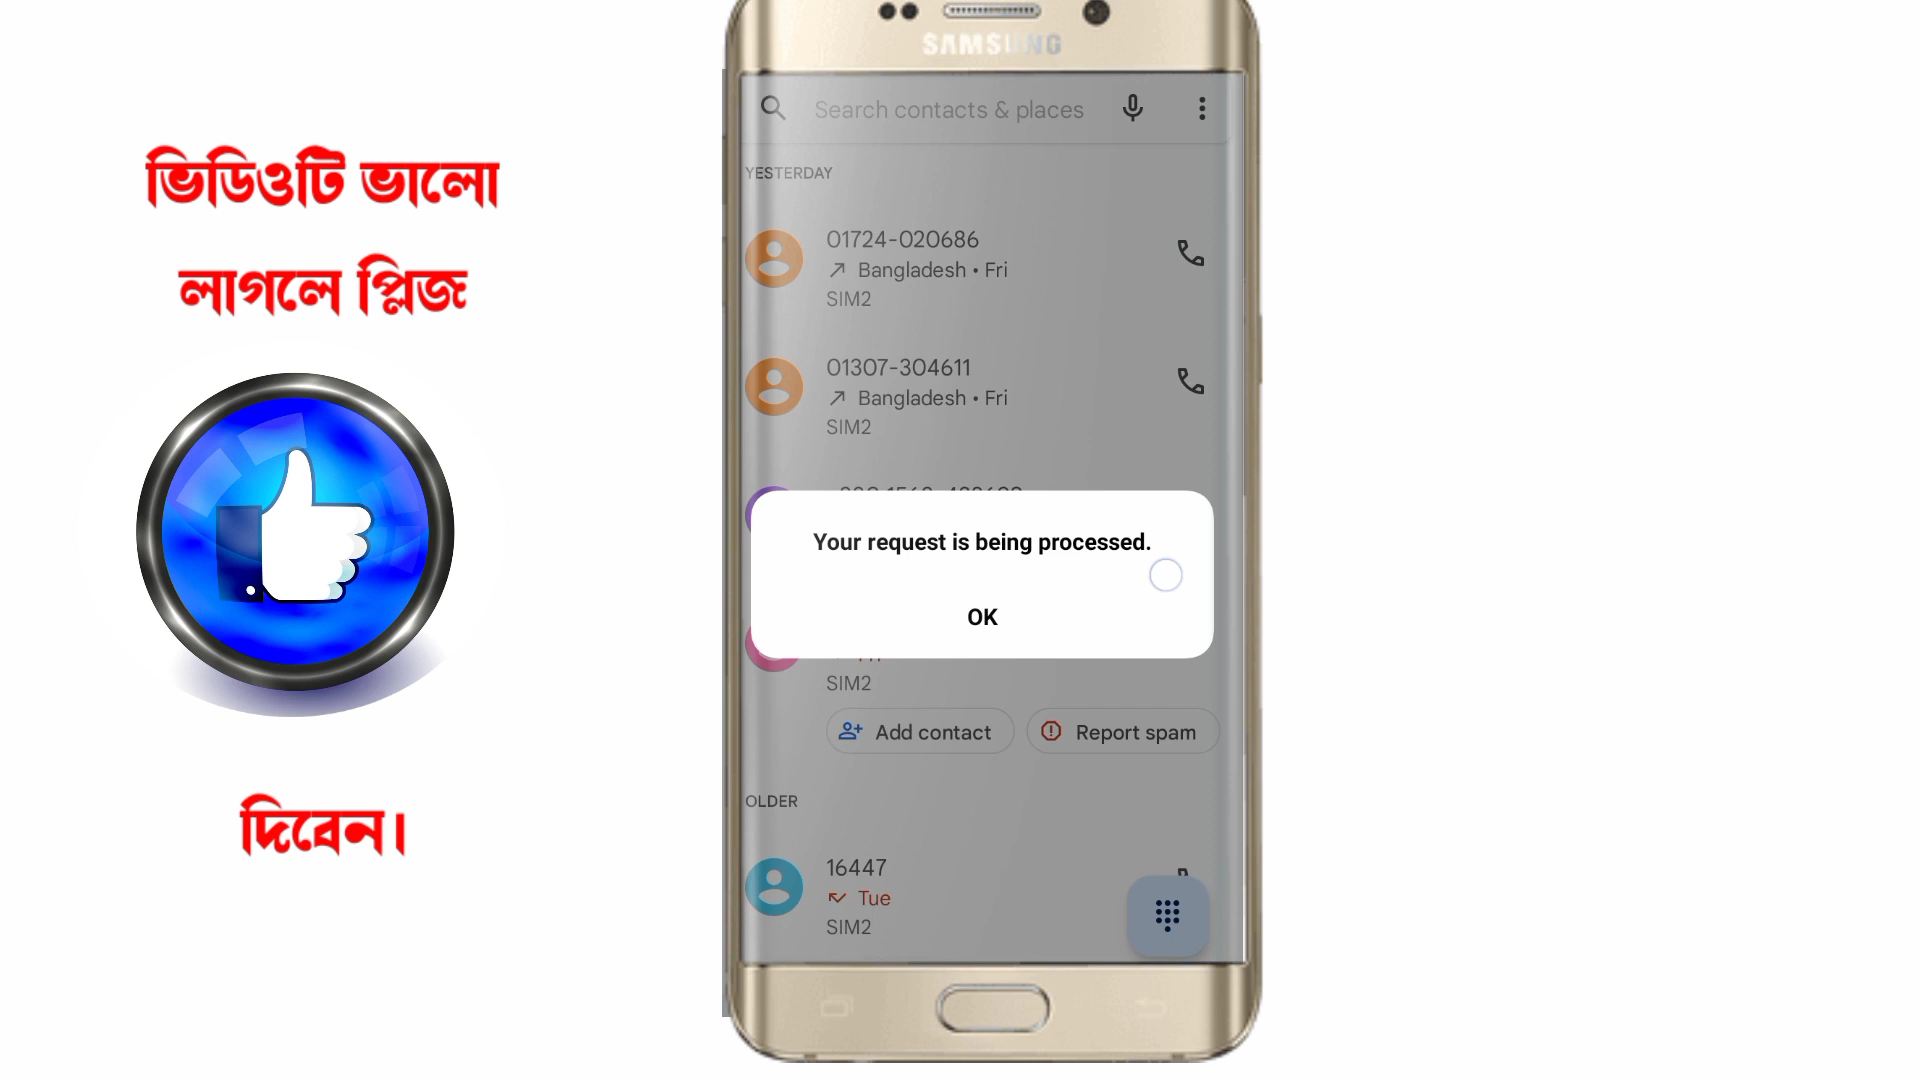 ভিডিওটি ভালো
লাগলে প্লিজ
দিবেন।
SAMSUNG
Search contacts & places
YESTERDAY
01724-020686
Bangladesh • Fri
SIM2
01307-304611
Bangladesh • Fri
SIM2
Your request is being processed.
OK
SIM2
Add contact
Report spam
OLDER
16447
Tue
SIM2